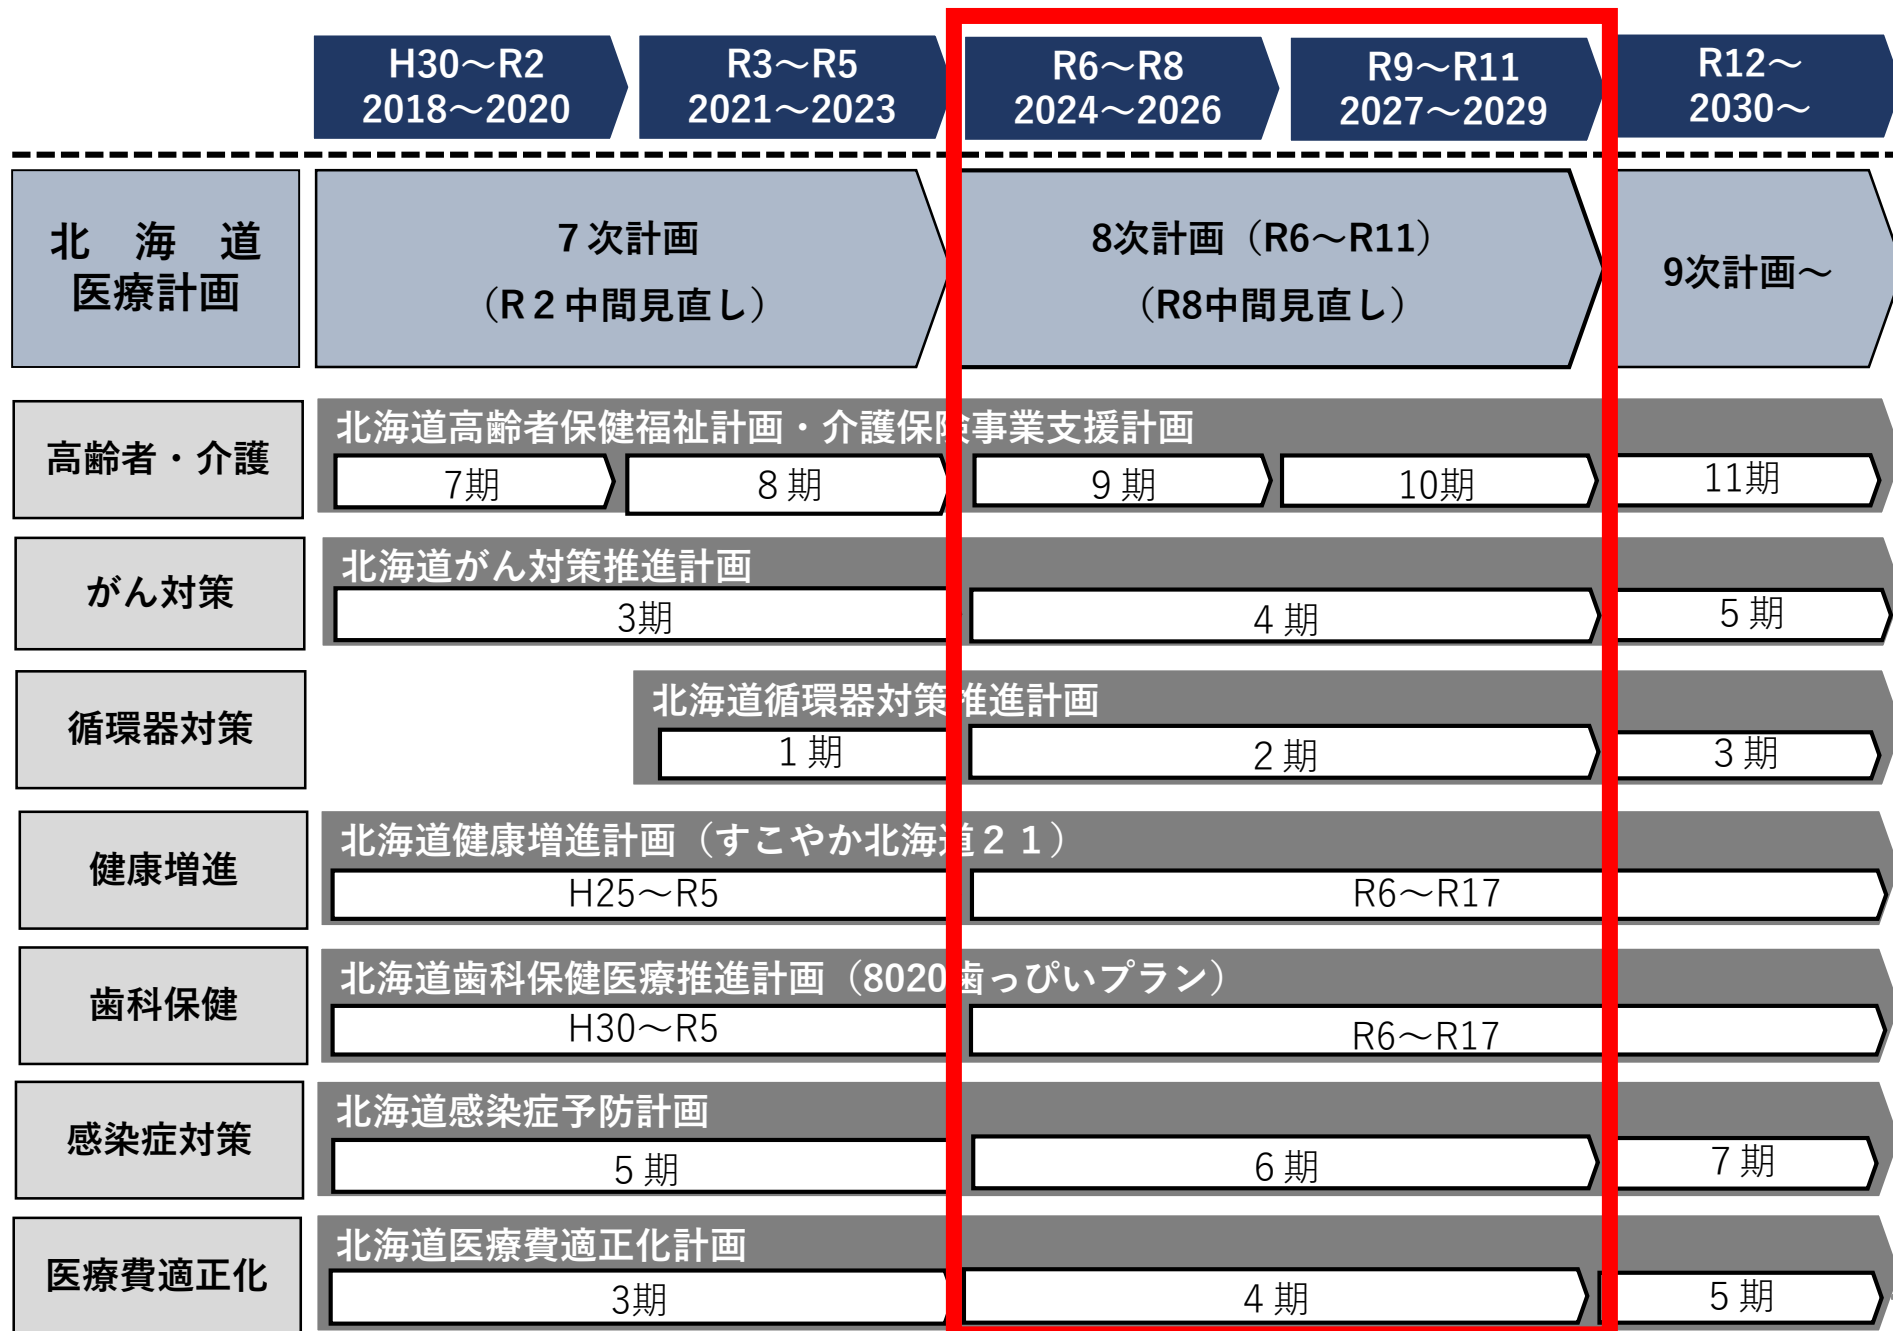 H30～R2
2018～2020
R3～R5
2021～2023
R6～R8
2024～2026
R9～R11
2027～2029
R12～
2030～
北 海 道
医療計画
７次計画
（R２中間見直し）
8次計画（R6～R11）
（R8中間見直し）
9次計画～
高齢者・介護
北海道高齢者保健福祉計画・介護保険事業支援計画
7期
８期
９期
10期
11期
がん対策
北海道がん対策推進計画
3期
４期
５期
循環器対策
北海道循環器対策推進計画
１期
２期
３期
健康増進
北海道健康増進計画（すこやか北海道２１）
H25～R5
R6～R17
歯科保健
北海道歯科保健医療推進計画（8020歯っぴいプラン）
H30～R5
R6～R17
感染症対策
北海道感染症予防計画
５期
６期
７期
医療費適正化
北海道医療費適正化計画
3期
４期
５期